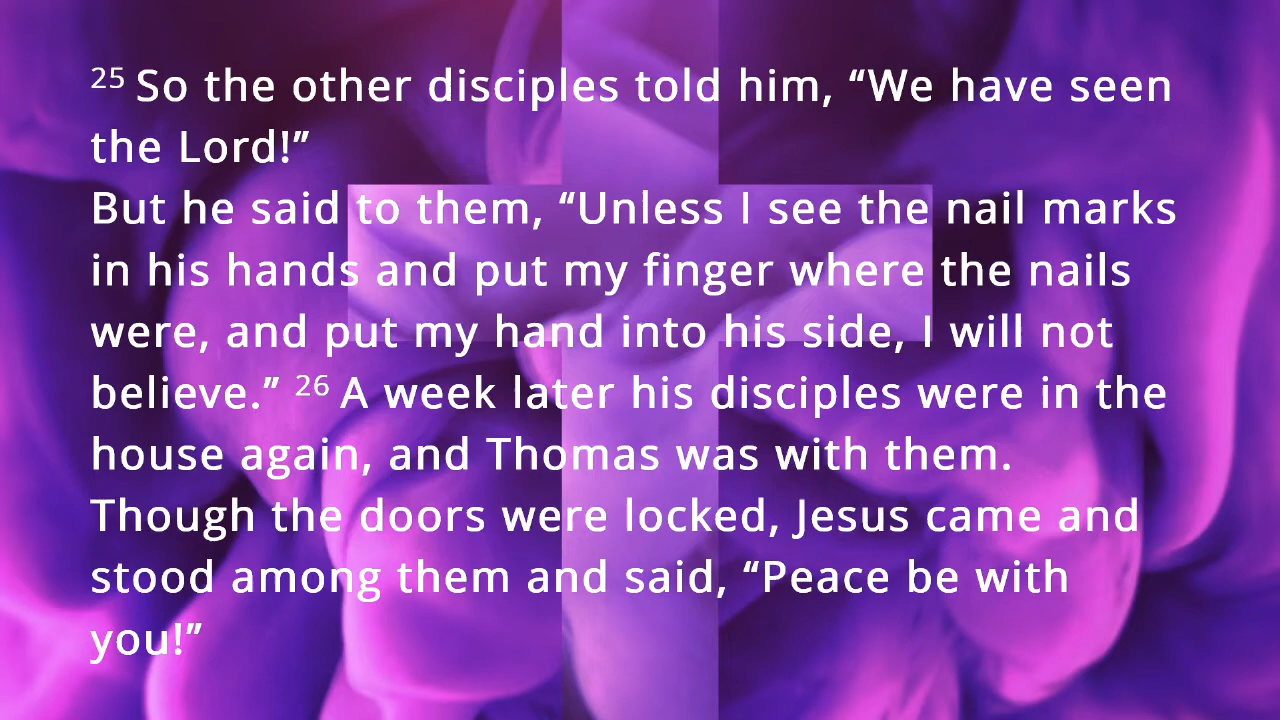 25 So the other disciples told him, “We have seen
the Lord!”
But he said to them, “Unless I see the nail marks
in his hands and put my finger where the nails
were, and put my hand into his side, I will not
believe.” 26 A week later his disciples were in the
house again, and Thomas was with them.
Though the doors were locked, Jesus came and
stood among them and said, “Peace be with
you!”